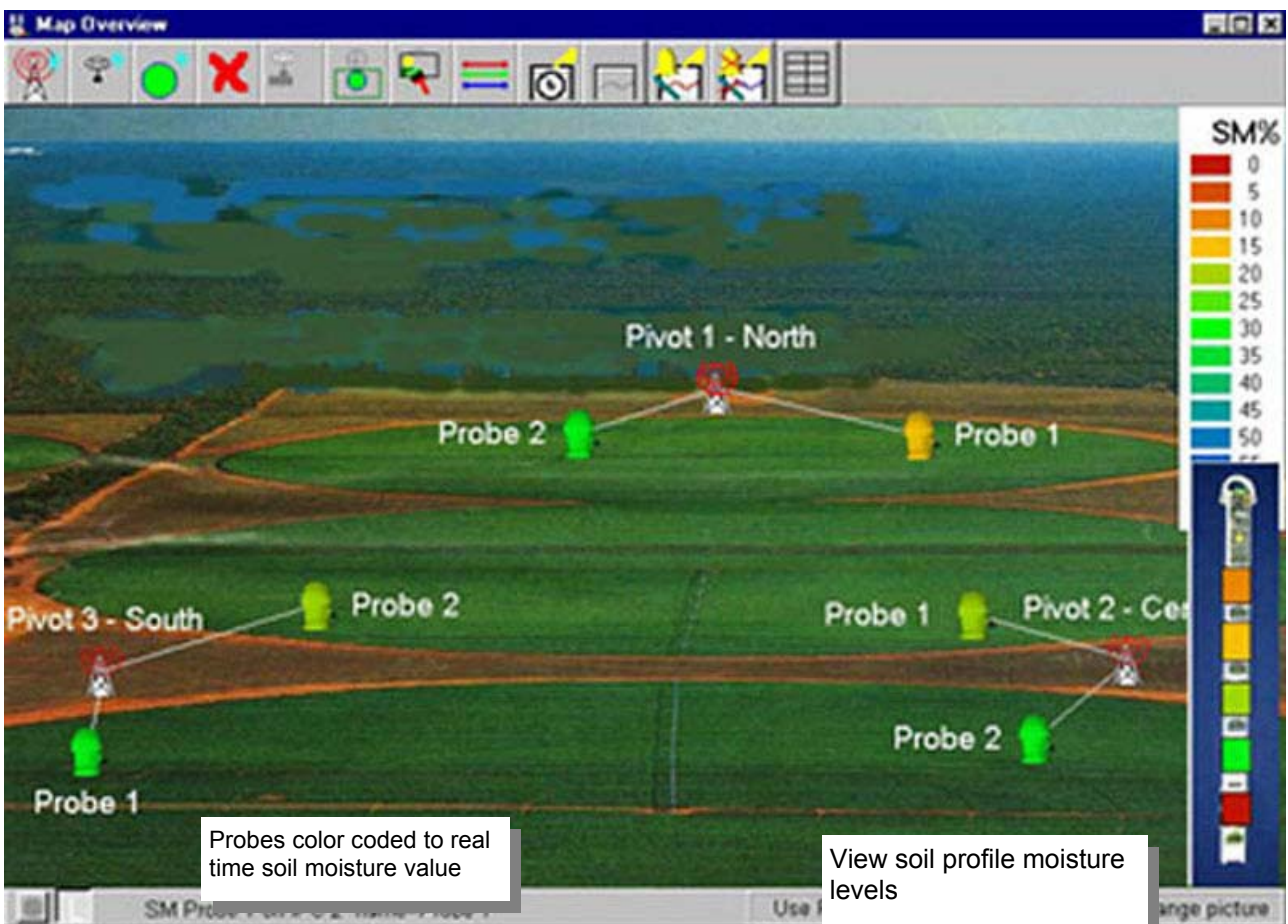 Map Overview
SM%
0
5
10
15
20
25
30
35
40
45
50
Pivot 1 - North
Probe 2
Probe 1
Probe 2
Probe 1
Pivot 3 - South
Pivot 2 - Cen
Probe 2
Probe 1
Probes color coded to real
time soil moisture value
View soil profile moisture
levels
SM
Use
ange picture